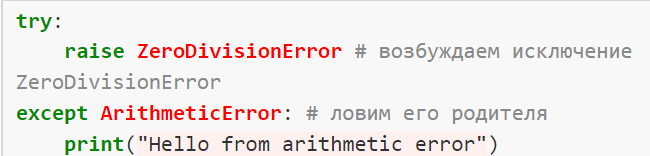 try:
    raise ZeroDivisionError # возбуждаем исключение
ZeroDivisionError
except ArithmeticError: # ловим его родителя
    print("Hello from arithmetic error")